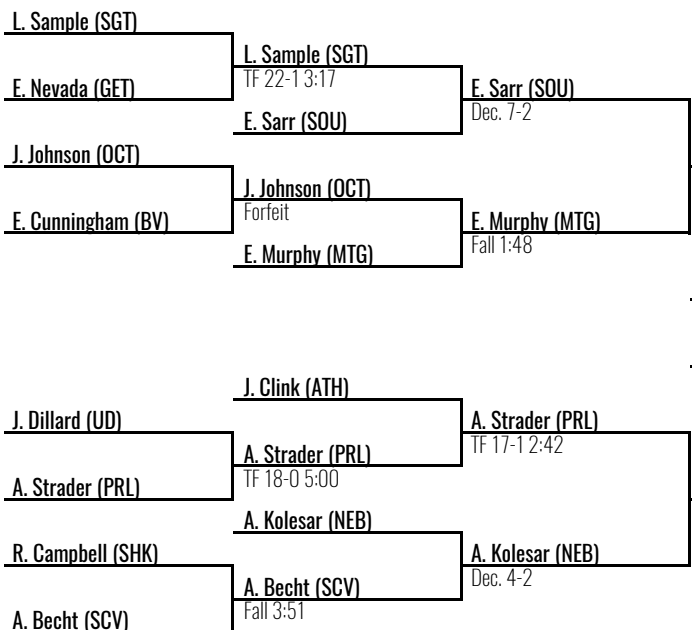 L. Sample (SGT)
L. Sample (SGT)
TF 22-1 3:17
E. Nevada (GET)
E. Sarr (SOU)
Dec. 7-2
E. Sarr (SOU)
J. Johnson (OCT)
J. Johnson (OCT)
Forfeit
E. Cunningham (BV)
E. Murphy (MTG)
Fall 1:48
E. Murphy (MTG)
J. Clink (ATH)
J. Dillard (UD)
A. Strader (PRL)
TF 17-1 2:42
A. Strader (PRL)
TF 18-0 5:00
A. Strader (PRL)
A. Kolesar (NEB)
R. Campbell (SHK)
A. Kolesar (NEB)
Dec. 4-2
A. Becht (SCV)
Fall 3:51
A. Becht (SCV)